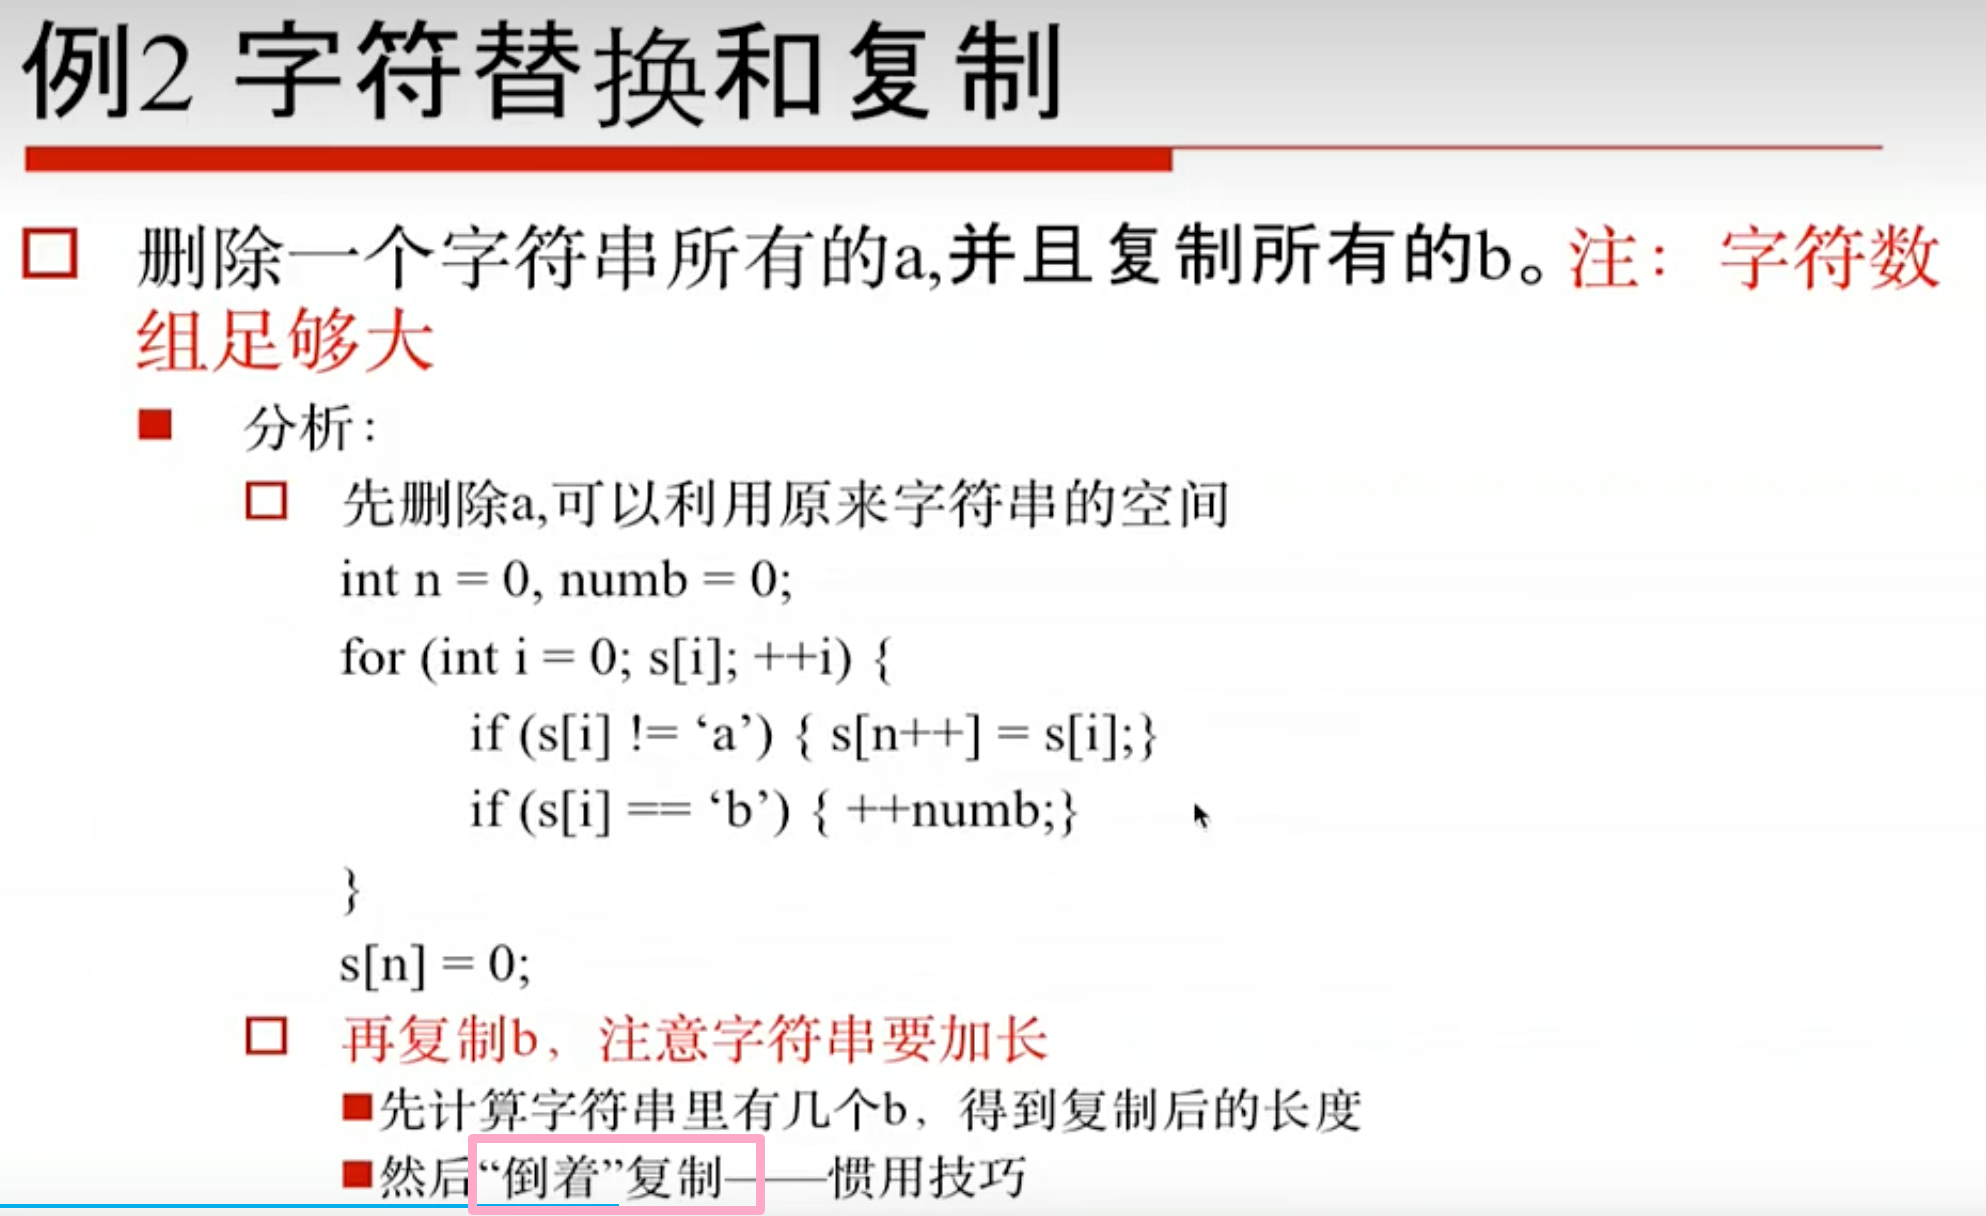 例2 字符替换和复制
删除一个字符串所有的a,并且复制所有的b。注：字符数
组足够大
分析：
先删除a,可以利用原来字符串的空间
int n = 0, numb = 0;
for (int i = 0; s[i]; ++i) {
if (s[i] != ‘a’) { s[n++] = s[i];}
if (s[i] == ‘b’) { ++numb;}
}
s[n] = 0;
再复制b，注意字符串要加长
先计算字符串里有几个b，得到复制后的长度
然后“倒着”复制——惯用技巧